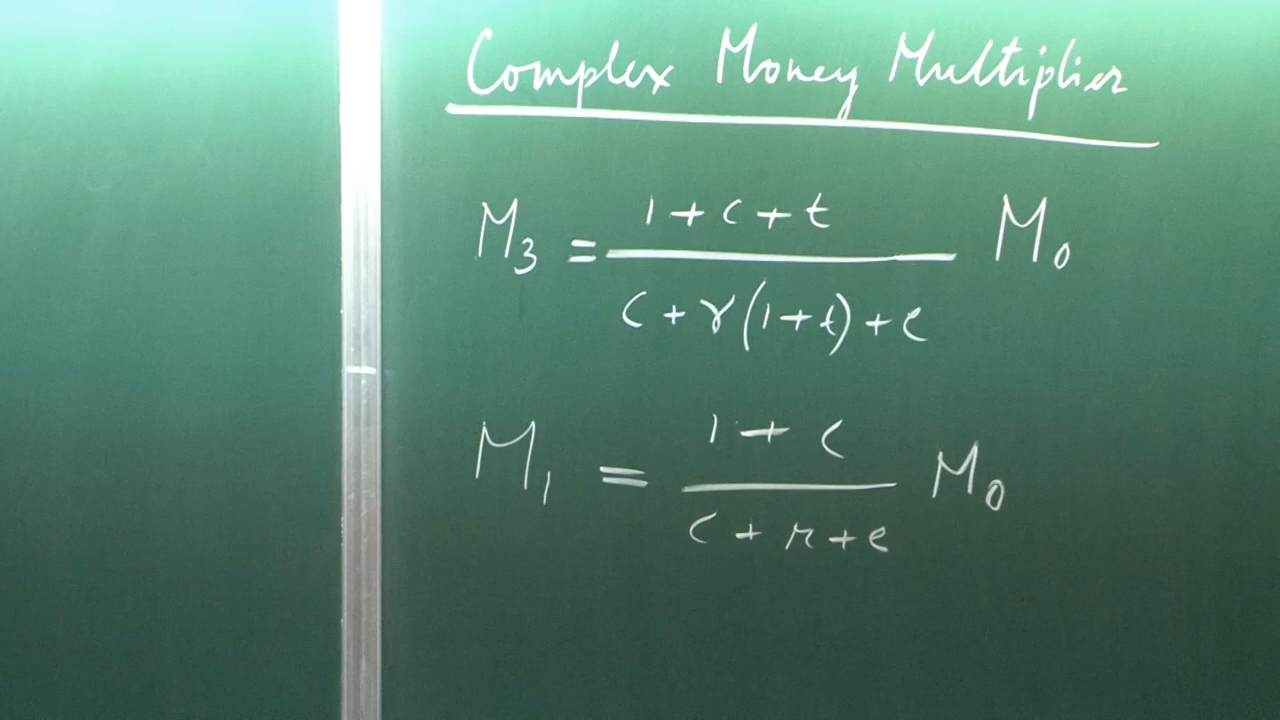 Complex Money Multiplier
M₃ = (1 + c + t) / (c + r(1 + t) + e) M₀
M₁ = (1 + c) / (c + r + e) M₀